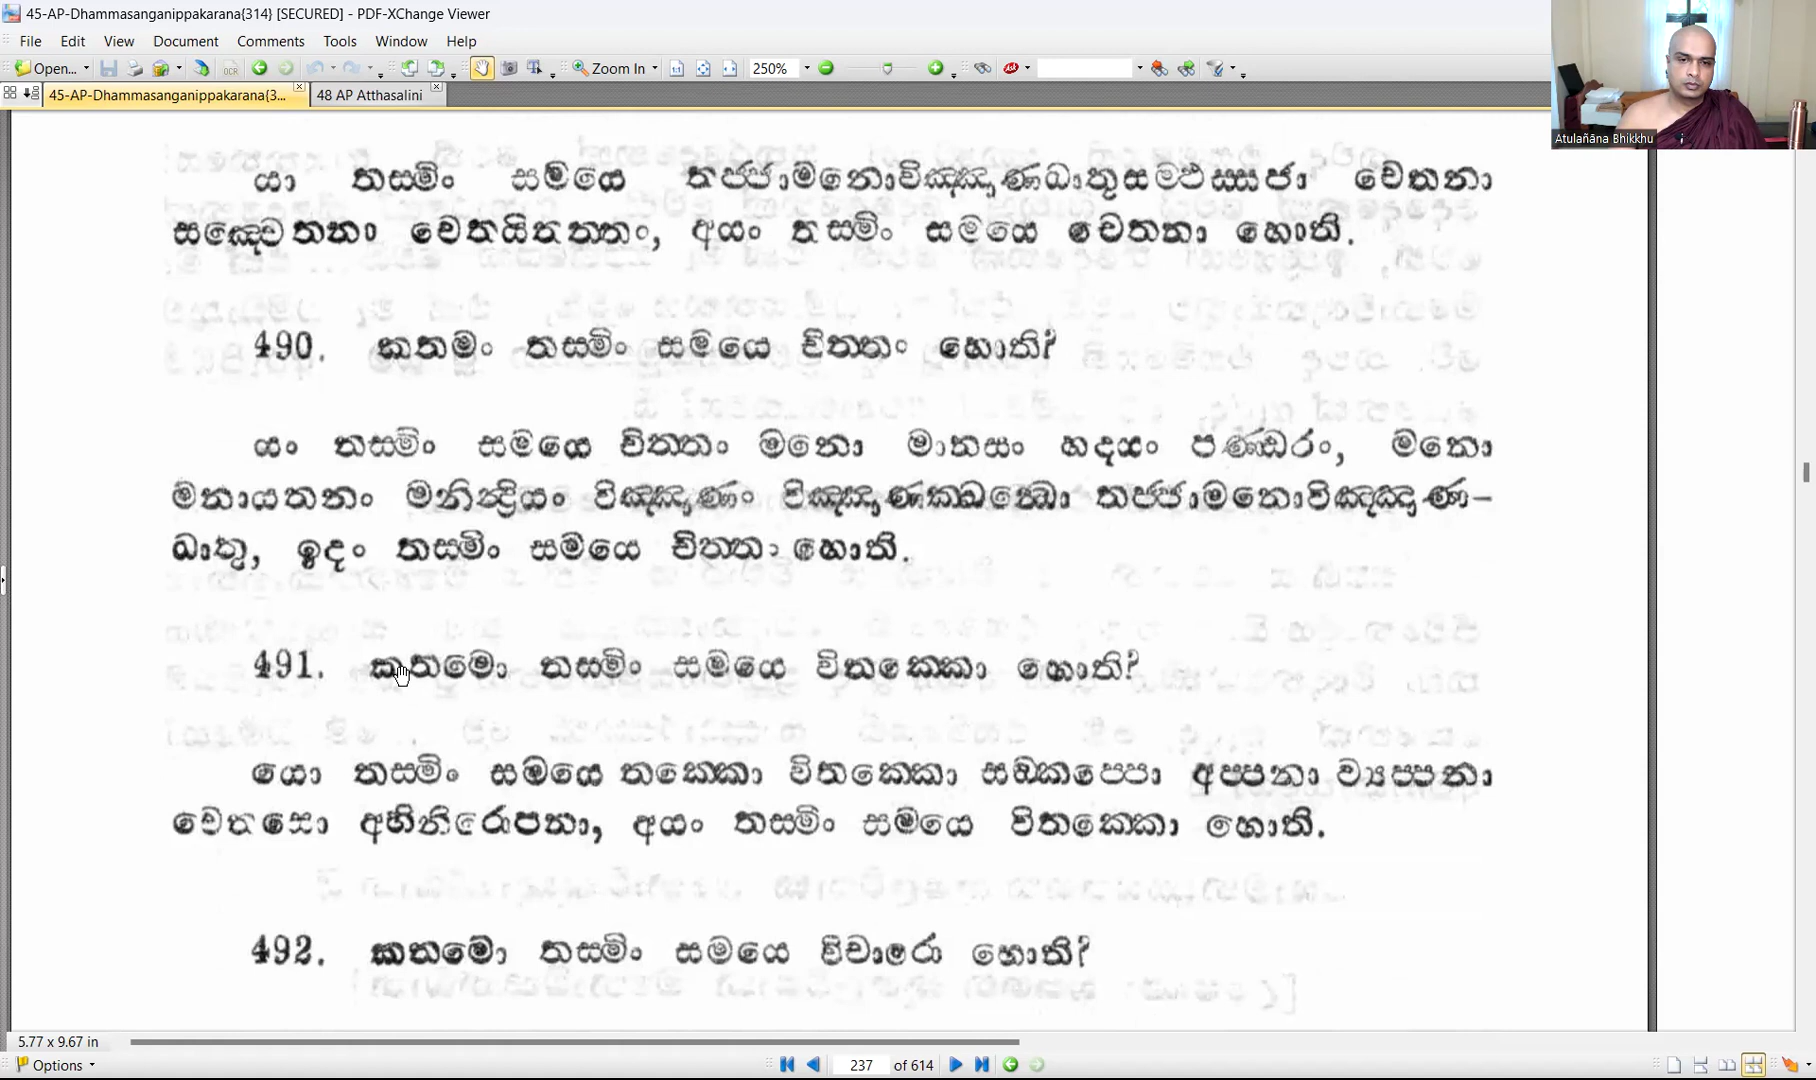 45-AP-Dhammasanganippakarana{314} [SECURED] - PDF-XChange Viewer
File Edit View Document Comments Tools Window Help
Open... OCR Zoom In 250%
45-AP-Dhammasanganippakarana{3... 48 AP Atthasalini
Atulañāna Bhikkhu
යා තස්මිං සමයෙ තජ්ජාමනොවිඤ්ඤාණධාතුසම්ඵස්සජා චෙතනා
සඤ්චෙතනා චෙතයිතත්තං, අයං තස්මිං සමයෙ චෙතනා හොති.
490. කතමං තස්මිං සමයෙ චිත්තං හොති?
යං තස්මිං සමයෙ චිත්තං මනො මානසං හදයං පණ්ඩරං, මනො
මනායතනං මනින්ද්‍රියං විඤ්ඤාණං විඤ්ඤාණක්ඛන්ධො තජ්ජාමනොවිඤ්ඤාණ-
ධාතු, ඉදං තස්මිං සමයෙ චිත්තං හොති.
491. කතමො තස්මිං සමයෙ විතක්කො හොති?
යො තස්මිං සමයෙ තක්කො විතක්කො සඞ්කප්පො අප්පනා ව්‍යප්පනා
චෙතසො අභිනිරොපනා, අයං තස්මිං සමයෙ විතක්කො හොති.
492. කතමො තස්මිං සමයෙ විචාරො හොති?
5.77 x 9.67 in
Options 237 of 614